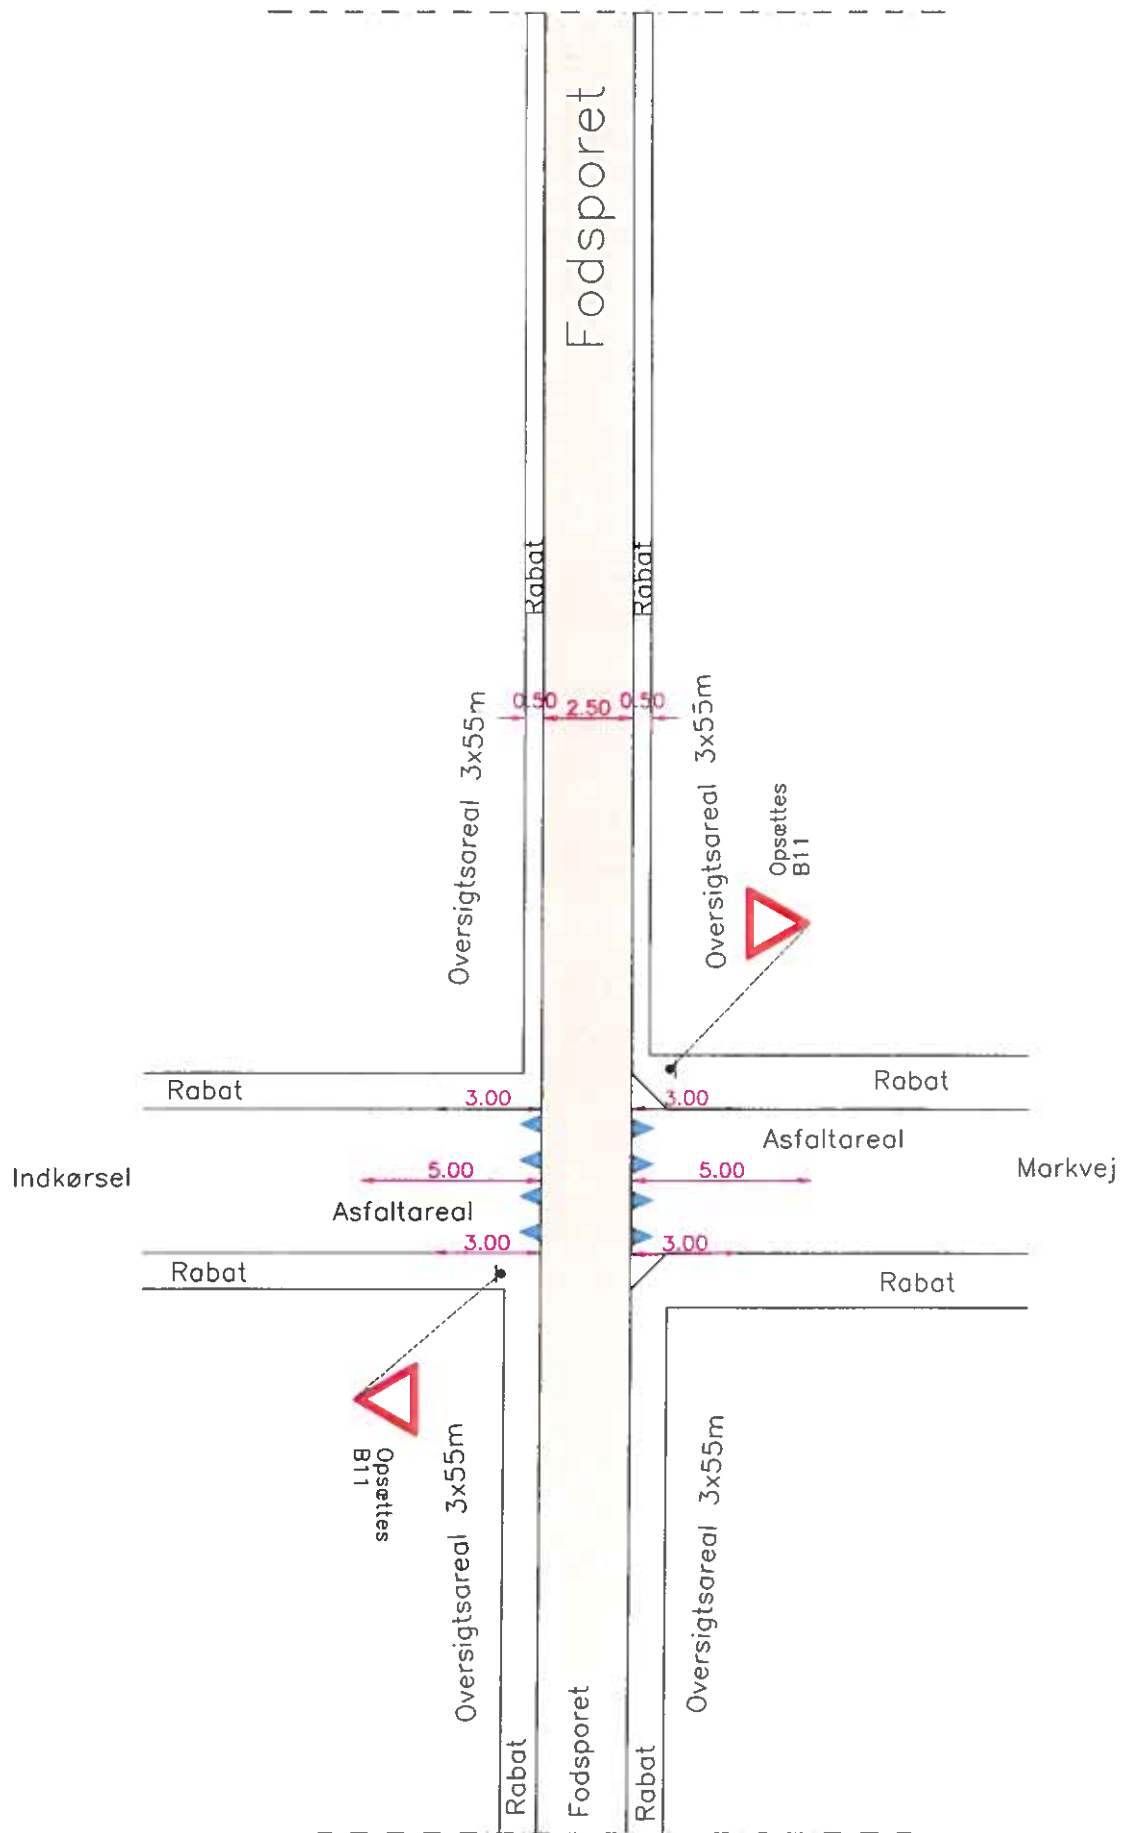 Fodsporet
Rabat
Rabat
Oversigtsareal 3x55m
0.50
2.50
0.50
Oversigtsareal 3x55m
Opsættes
B11
Rabat
3.00
3.00
Rabat
Asfaltareal
Indkørsel
5.00
5.00
Markvej
Asfaltareal
3.00
3.00
Rabat
Rabat
Opsættes
B11
Oversigtsareal 3x55m
Oversigtsareal 3x55m
Rabat
Fodsporet
Rabat